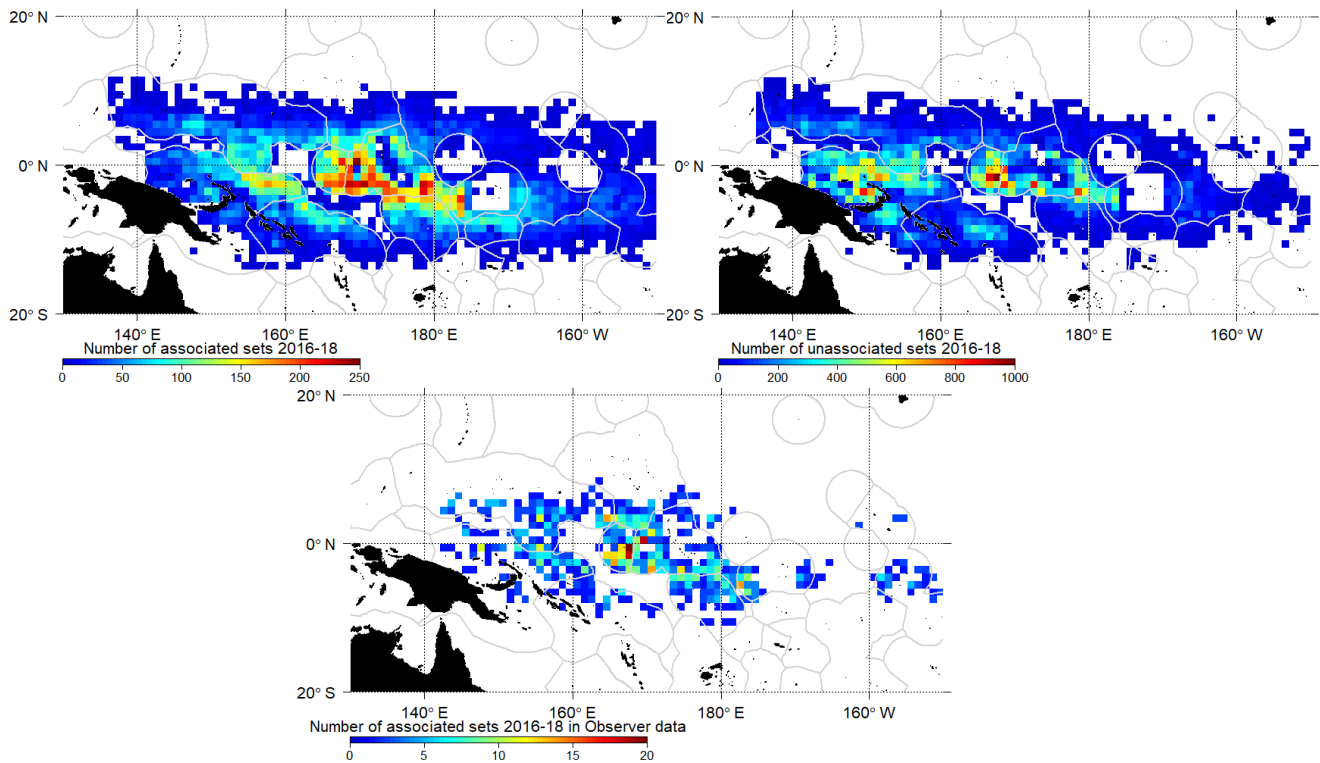 20° N
0° N
20° S
140° E 160° E 180° E 160° W
Number of associated sets 2016-18
0 50 100 150 200 250
20° N
0° N
20° S
140° E 160° E 180° E 160° W
Number of unassociated sets 2016-18
0 200 400 600 800 1000
20° N
0° N
20° S
140° E 160° E 180° E 160° W
Number of associated sets 2016-18 in Observer data
0 5 10 15 20